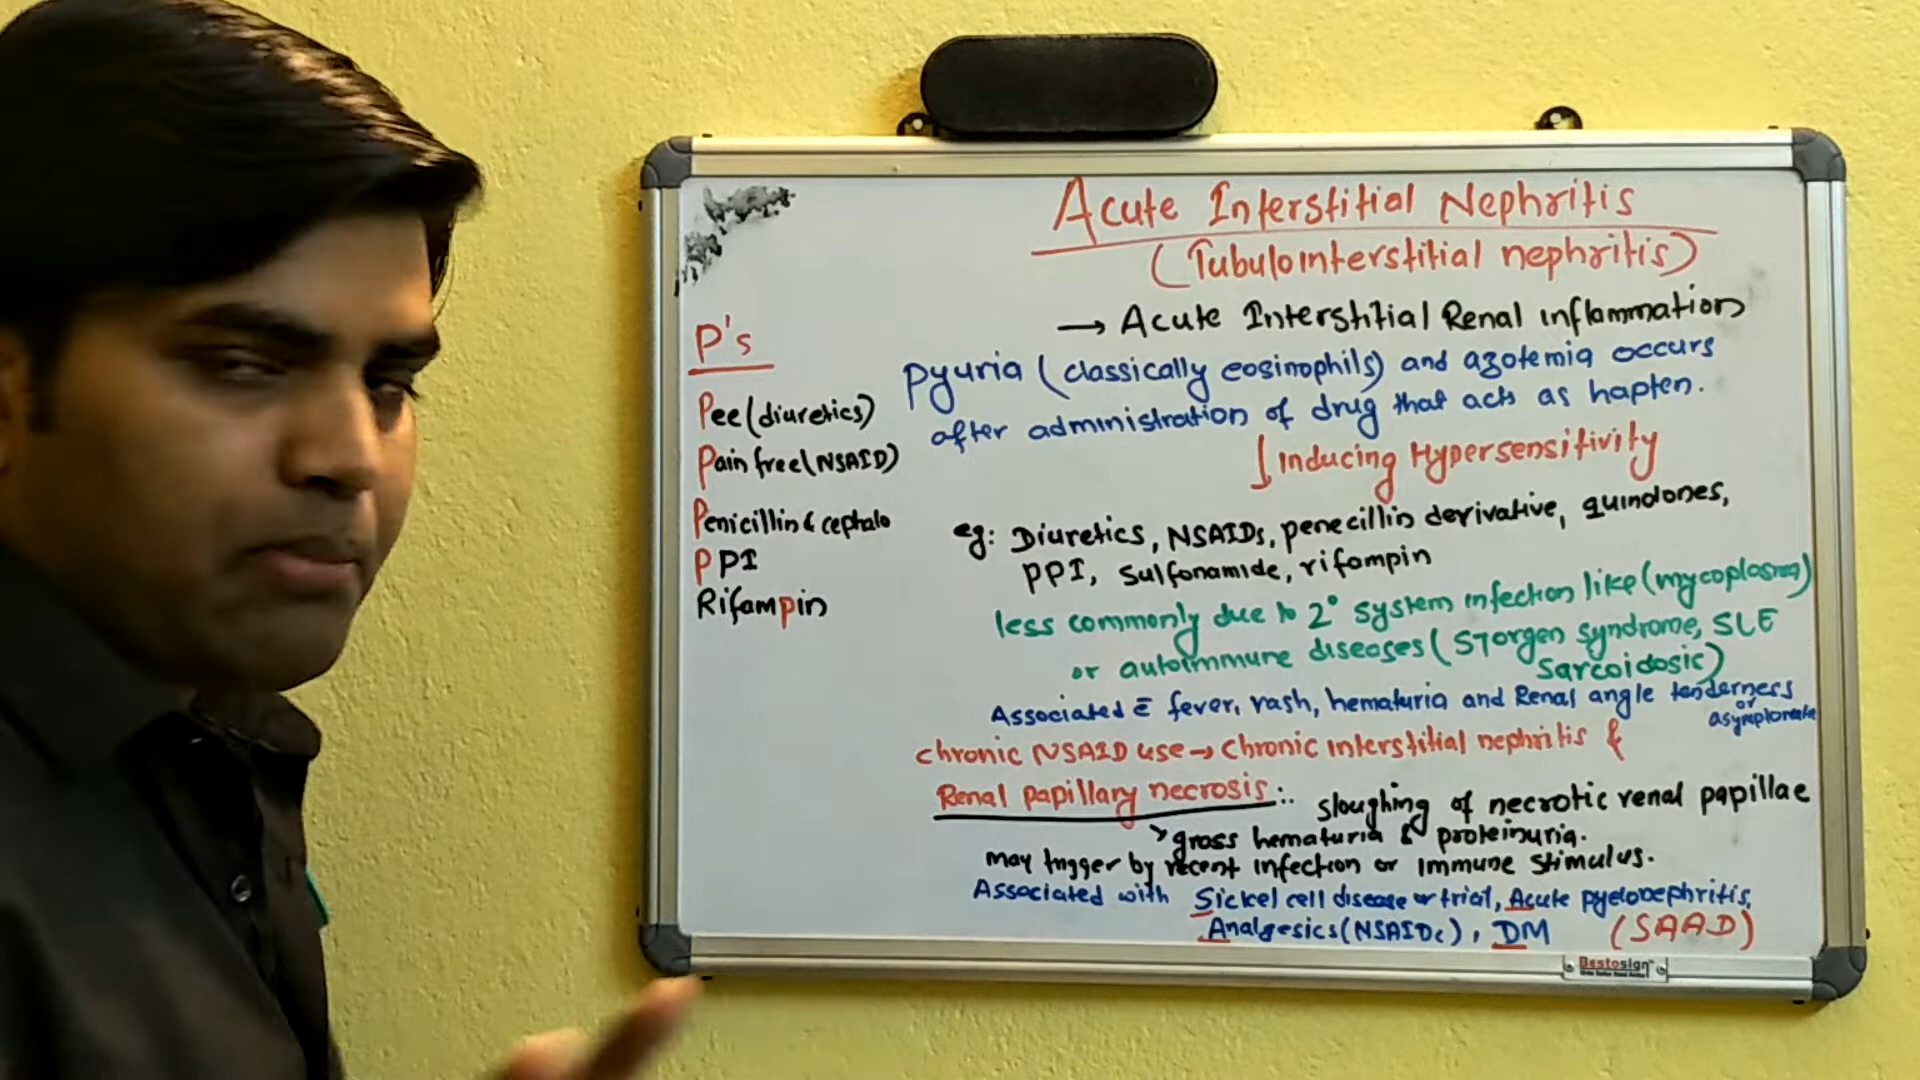 Acute Interstitial Nephritis
(Tubulointerstitial nephritis)
→ Acute Interstitial Renal inflammation
Pyuria (classically eosinophils) and azotemia occurs
after administration of drug that acts as hapten.
Inducing Hypersensitivity
eg: Diuretics, NSAIDs, penecillin derivative, quinolones,
PPI, sulfonamide, rifampin
less commonly due to 2° system infection like (mycoplasma)
or autoimmune diseases (SJorgen syndrome, SLE
sarcoidosis)
Associated c̄ fever, rash, hematuria and Renal angle tenderness
or
chronic NSAID use → chronic interstitial nephritis &
Renal papillary necrosis :. sloughing of necrotic renal papillae
gross hematuria & proteinuria.
may trigger by recent infection or immune stimulus.
Associated with Sickel cell disease or trial, Acute pyelonephritis,
Analgesics (NSAIDs), DM (SAAD)
P's
Pee (diuretics)
Pain free (NSAID)
Penicillin & cephalo
PPI
Rifampin
Bestosign